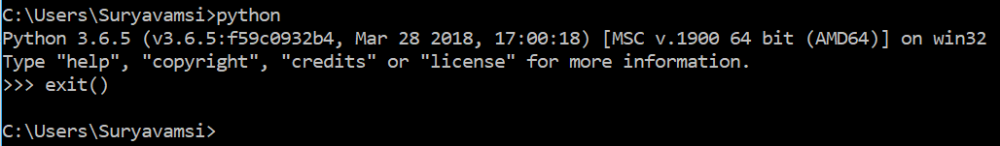 C:\Users\Suryavamsi>python
Python 3.6.5 (v3.6.5:f59c0932b4, Mar 28 2018, 17:00:18) [MSC v.1900 64 bit (AMD64)] on win32
Type "help", "copyright", "credits" or "license" for more information.
>>> exit()
C:\Users\Suryavamsi>